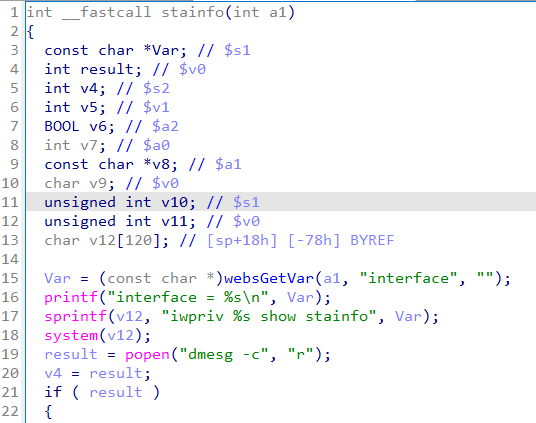 1 int __fastcall stainfo(int a1)
2 {
3 const char *Var; // $s1
4 int result; // $v0
5 int v4; // $s2
6 int v5; // $v1
7 BOOL v6; // $a2
8 int v7; // $a0
9 const char *v8; // $a1
10 char v9; // $v0
11 unsigned int v10; // $s1
12 unsigned int v11; // $v0
13 char v12[120]; // [sp+18h] [-78h] BYREF
14
15 Var = (const char *)websGetVar(a1, "interface", "");
16 printf("interface = %s\n", Var);
17 sprintf(v12, "iwpriv %s show stainfo", Var);
18 system(v12);
19 result = popen("dmesg -c", "r");
20 v4 = result;
21 if ( result )
22 {